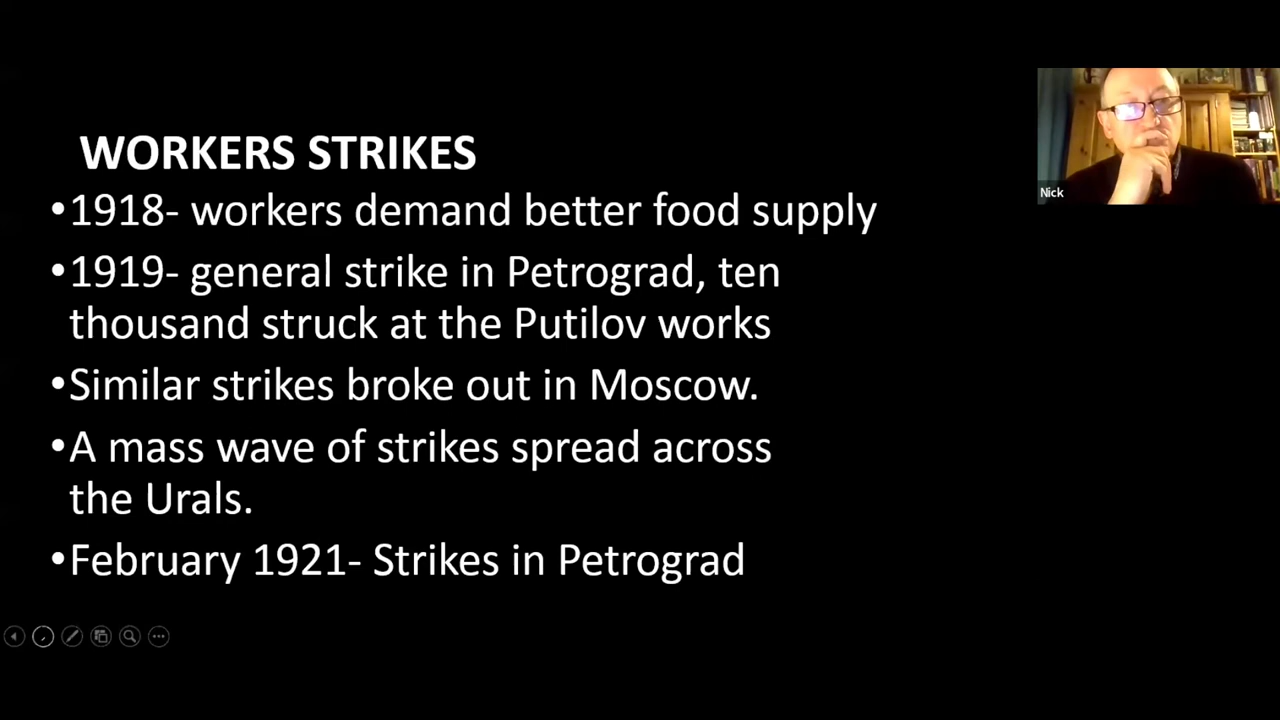 WORKERS STRIKES
•1918- workers demand better food supply
•1919- general strike in Petrograd, ten
thousand struck at the Putilov works
•Similar strikes broke out in Moscow.
•A mass wave of strikes spread across
the Urals.
•February 1921- Strikes in Petrograd
Nick